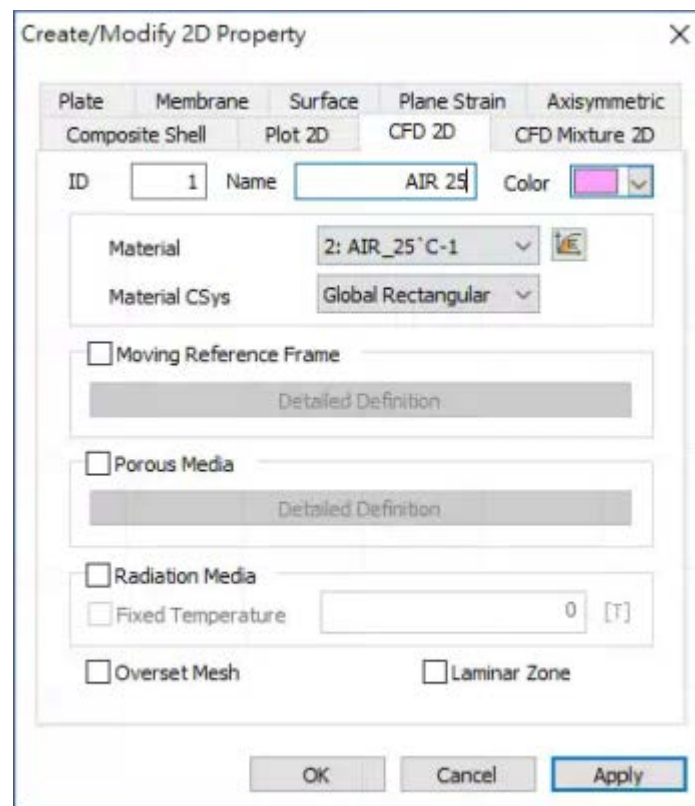 Create/Modify 2D Property
Plate Membrane Surface Plane Strain Axisymmetric
Composite Shell Plot 2D CFD 2D CFD Mixture 2D
ID 1 Name AIR 25 Color
Material 2: AIR_25`C-1
Material CSys Global Rectangular
Moving Reference Frame
Detailed Definition
Porous Media
Detailed Definition
Radiation Media
Fixed Temperature 0 [T]
Overset Mesh Laminar Zone
OK Cancel Apply